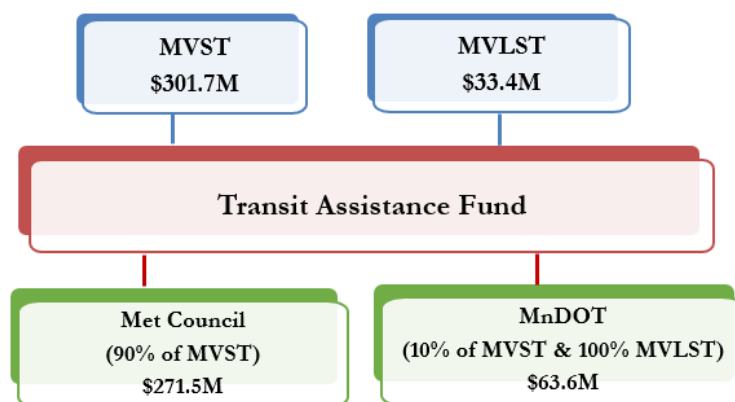 MVST
$301.7M
MVLST
$33.4M
Transit Assistance Fund
Met Council
(90% of MVST)
$271.5M
MnDOT
(10% of MVST & 100% MVLST)
$63.6M